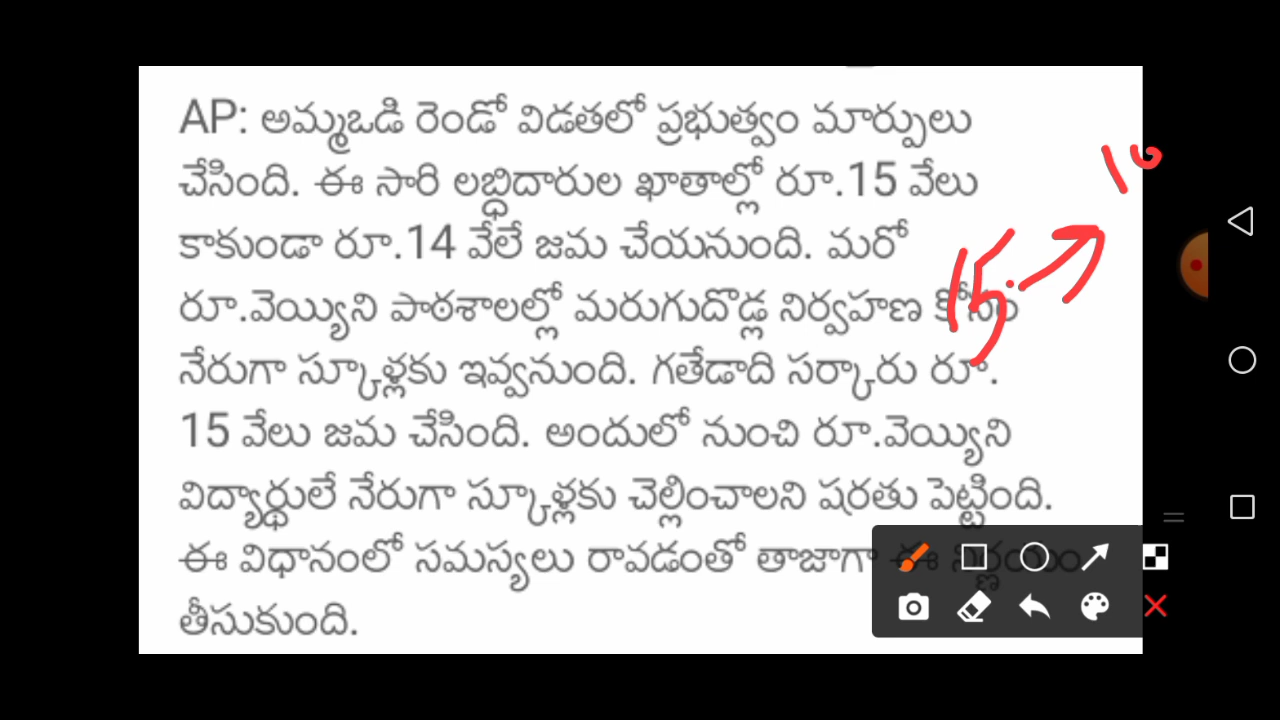 AP: అమ్మఒడి రెండో విడతలో ప్రభుత్వం మార్పులు
చేసింది. ఈ సారి లబ్ధిదారుల ఖాతాల్లో రూ.15 వేలు
కాకుండా రూ.14 వేలే జమ చేయనుంది. మరో
రూ.వెయ్యిని పాఠశాలల్లో మరుగుదొడ్ల నిర్వహణ కోసం
నేరుగా స్కూళ్లకు ఇవ్వనుంది. గతేడాది సర్కారు రూ.
15 వేలు జమ చేసింది. అందులో నుంచి రూ.వెయ్యిని
విద్యార్థులే నేరుగా స్కూళ్లకు చెల్లించాలని షరతు పెట్టింది.
ఈ విధానంలో సమస్యలు రావడంతో తాజాగా ఈ నిర్ణయం
తీసుకుంది.
15